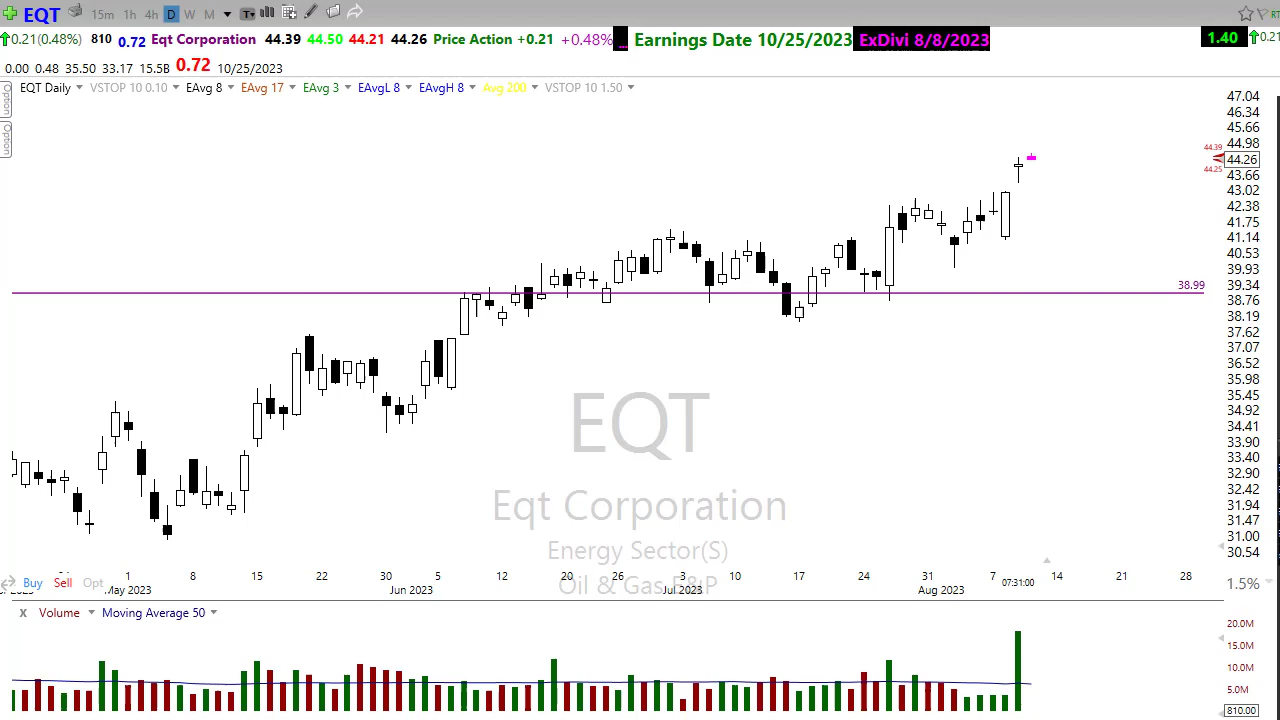 EQT 15m 1h 4h D W M
0.21(0.48%) 810 0.72 Eqt Corporation 44.39 44.50 44.21 44.26 Price Action +0.21 +0.48% Earnings Date 10/25/2023 ExDivi 8/8/2023 1.40 0.21
0.00 0.48 35.50 33.17 15.5B 0.72 10/25/2023
EQT Daily VSTOP 10 0.10 EAvg 8 EAvg 17 EAvg 3 EAvgL 8 EAvgH 8 Avg 200 VSTOP 10 1.50
Option
Option
47.04
46.34
45.66
44.98
44.39
44.26
44.25
43.66
43.02
42.38
41.75
41.14
40.53
39.93
39.34
38.99
38.76
38.19
37.62
37.07
36.52
35.98
35.45
34.92
34.41
33.90
33.40
32.90
32.42
31.94
31.47
31.00
30.54
EQT
Eqt Corporation
Energy Sector(S)
Oil & Gas E&P
Buy Sell Opt
1 8 15 22 30 5 12 20 26 3 10 17 24 31 7 07:31:00 14 21 28 1.5%
May 2023 Jun 2023 Jul 2023 Aug 2023
X Volume Moving Average 50
20.0M
15.0M
10.0M
5.0M
810.00